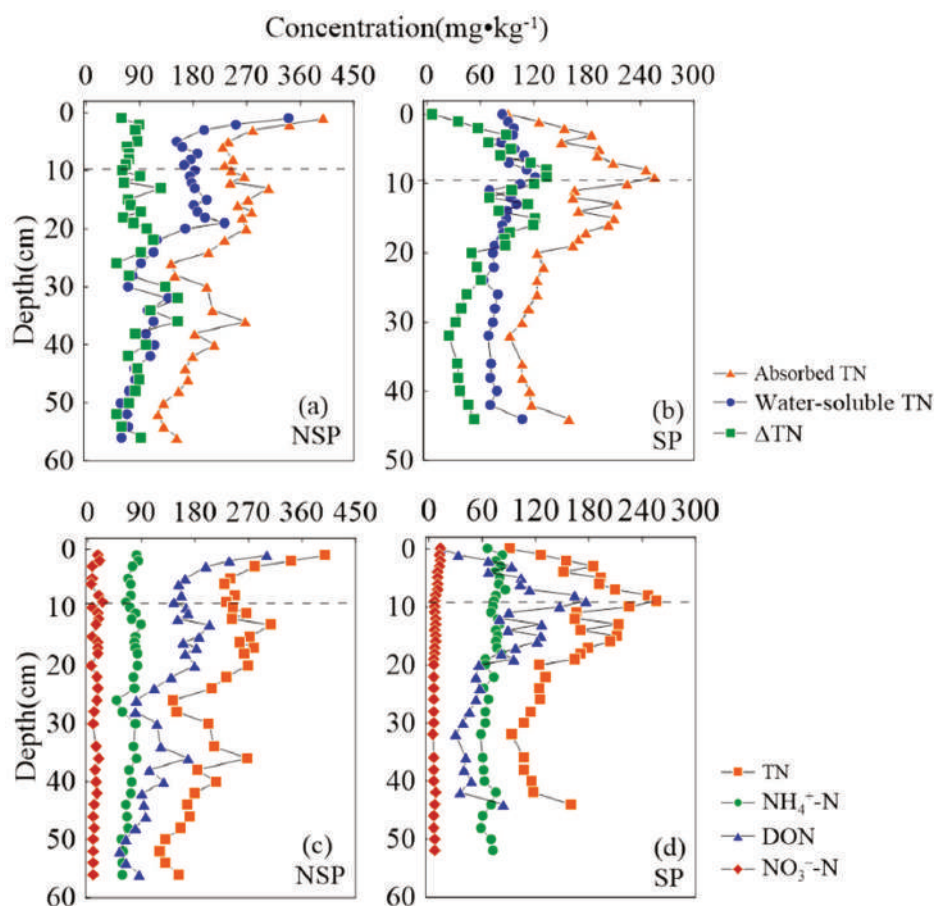 Concentration(mg•kg⁻¹)
0 90 180 270 360 450
0 60 120 180 240 300
0
10
20
30
40
50
60
Depth(cm)
(a)
NSP
0
10
20
30
40
50
(b)
SP
Absorbed TN
Water-soluble TN
ΔTN
0 90 180 270 360 450
0 60 120 180 240 300
0
10
20
30
40
50
60
Depth(cm)
(c)
NSP
0
10
20
30
40
50
60
(d)
SP
TN
NH₄⁺-N
DON
NO₃⁻-N